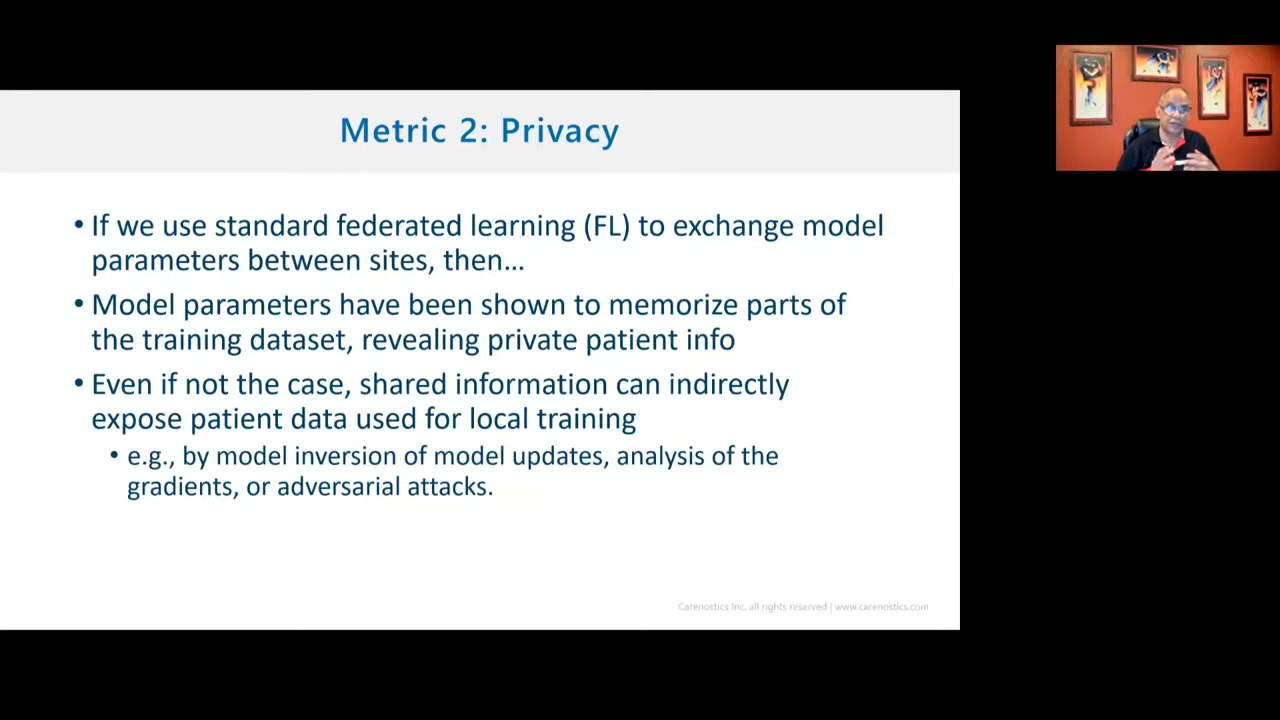 Metric 2: Privacy
• If we use standard federated learning (FL) to exchange model
parameters between sites, then…
• Model parameters have been shown to memorize parts of
the training dataset, revealing private patient info
• Even if not the case, shared information can indirectly
expose patient data used for local training
• e.g., by model inversion of model updates, analysis of the
gradients, or adversarial attacks.
Carenostics Inc, all rights reserved | www.carenostics.com